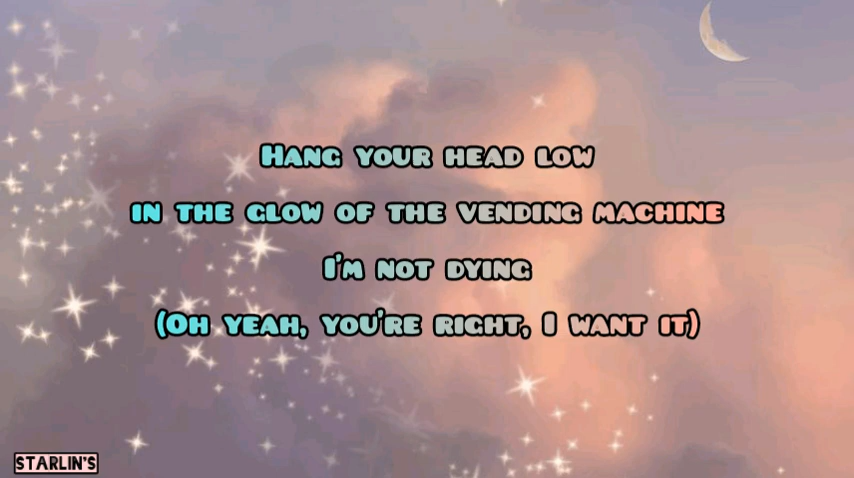 Hang your head low
in the glow of the vending machine
I'm not dying
(Oh yeah, you're right, I want it)
STARLIN'S